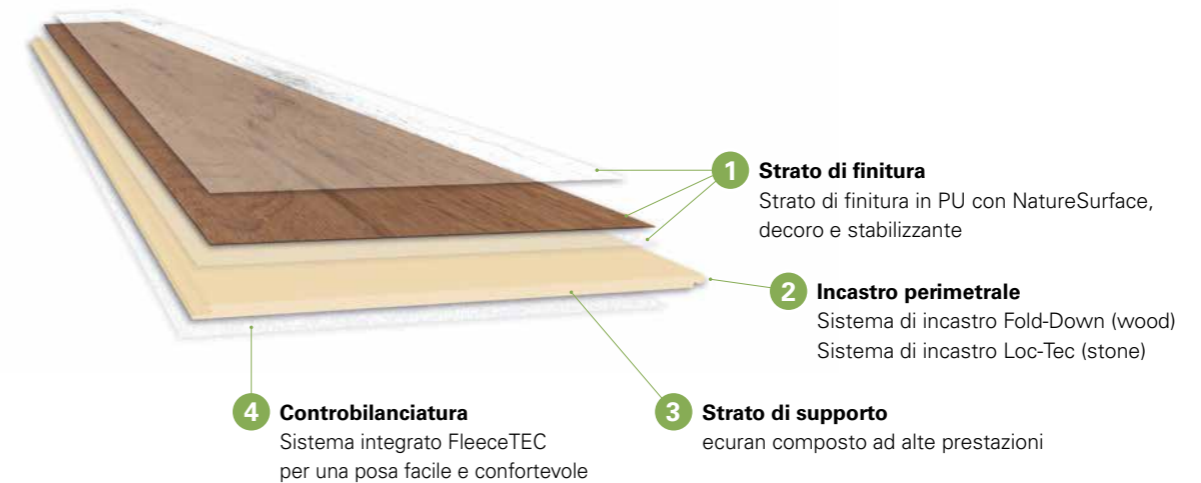 1 Strato di finitura
Strato di finitura in PU con NatureSurface,
decoro e stabilizzante
2 Incastro perimetrale
Sistema di incastro Fold-Down (wood)
Sistema di incastro Loc-Tec (stone)
3 Strato di supporto
ecuran composto ad alte prestazioni
4 Controbilanciatura
Sistema integrato FleeceTEC
per una posa facile e confortevole